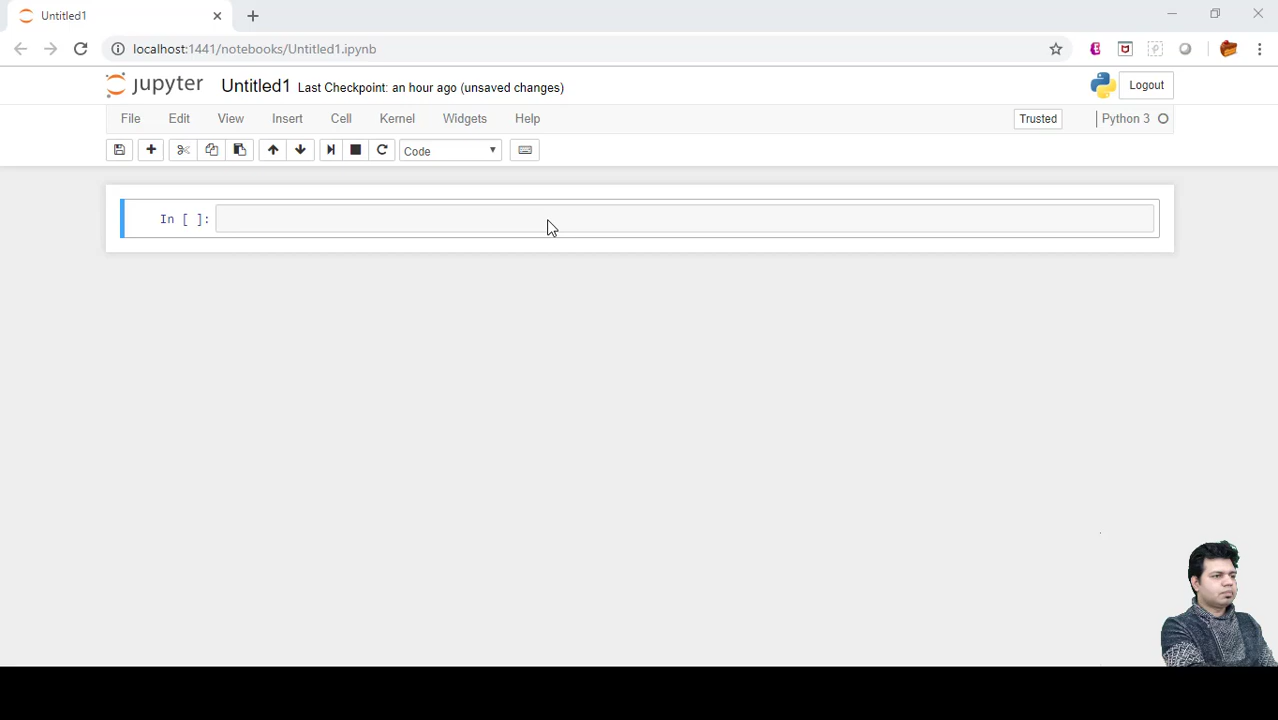 Untitled1
localhost:1441/notebooks/Untitled1.ipynb
jupyter Untitled1 Last Checkpoint: an hour ago (unsaved changes) Logout
File Edit View Insert Cell Kernel Widgets Help Trusted Python 3
Code
In [ ]: